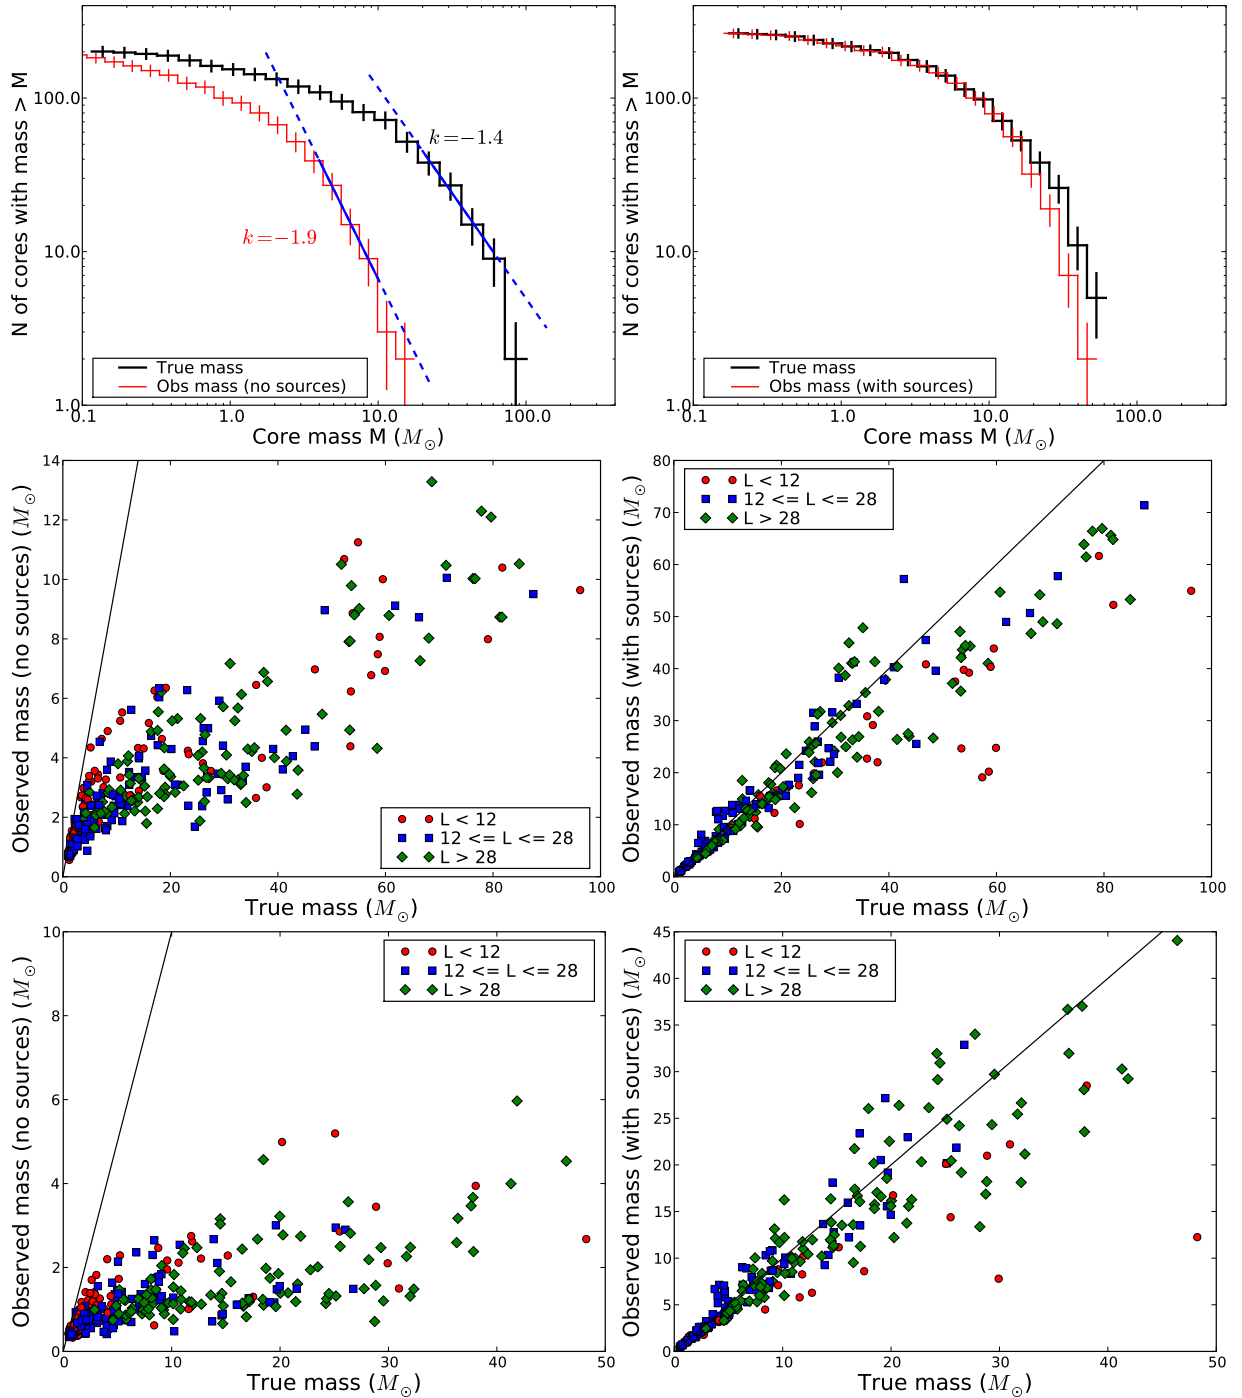 N of cores with mass > M
100.0
10.0
1.0
k=−1.4
k=−1.9
True mass
Obs mass (no sources)
0.1 1.0 10.0 100.0
Core mass M (M⊙)
N of cores with mass > M
100.0
10.0
1.0
True mass
Obs mass (with sources)
0.1 1.0 10.0 100.0
Core mass M (M⊙)
Observed mass (no sources) (M⊙)
14
12
10
8
6
4
2
0
L < 12
12 <= L <= 28
L > 28
0 20 40 60 80 100
True mass (M⊙)
Observed mass (with sources) (M⊙)
80
70
60
50
40
30
20
10
0
L < 12
12 <= L <= 28
L > 28
0 20 40 60 80 100
True mass (M⊙)
Observed mass (no sources) (M⊙)
10
8
6
4
2
0
L < 12
12 <= L <= 28
L > 28
0 10 20 30 40 50
True mass (M⊙)
Observed mass (with sources) (M⊙)
45
40
35
30
25
20
15
10
5
0
L < 12
12 <= L <= 28
L > 28
0 10 20 30 40 50
True mass (M⊙)